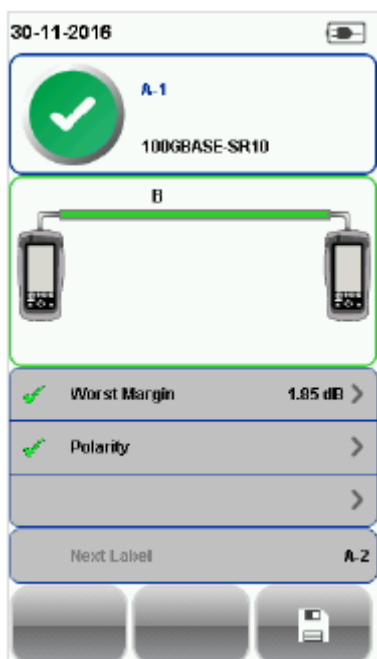 30-11-2016
A-1
100GBASE-SR10
B
Worst Margin 1.85 dB
Polarity
Next Label A-2